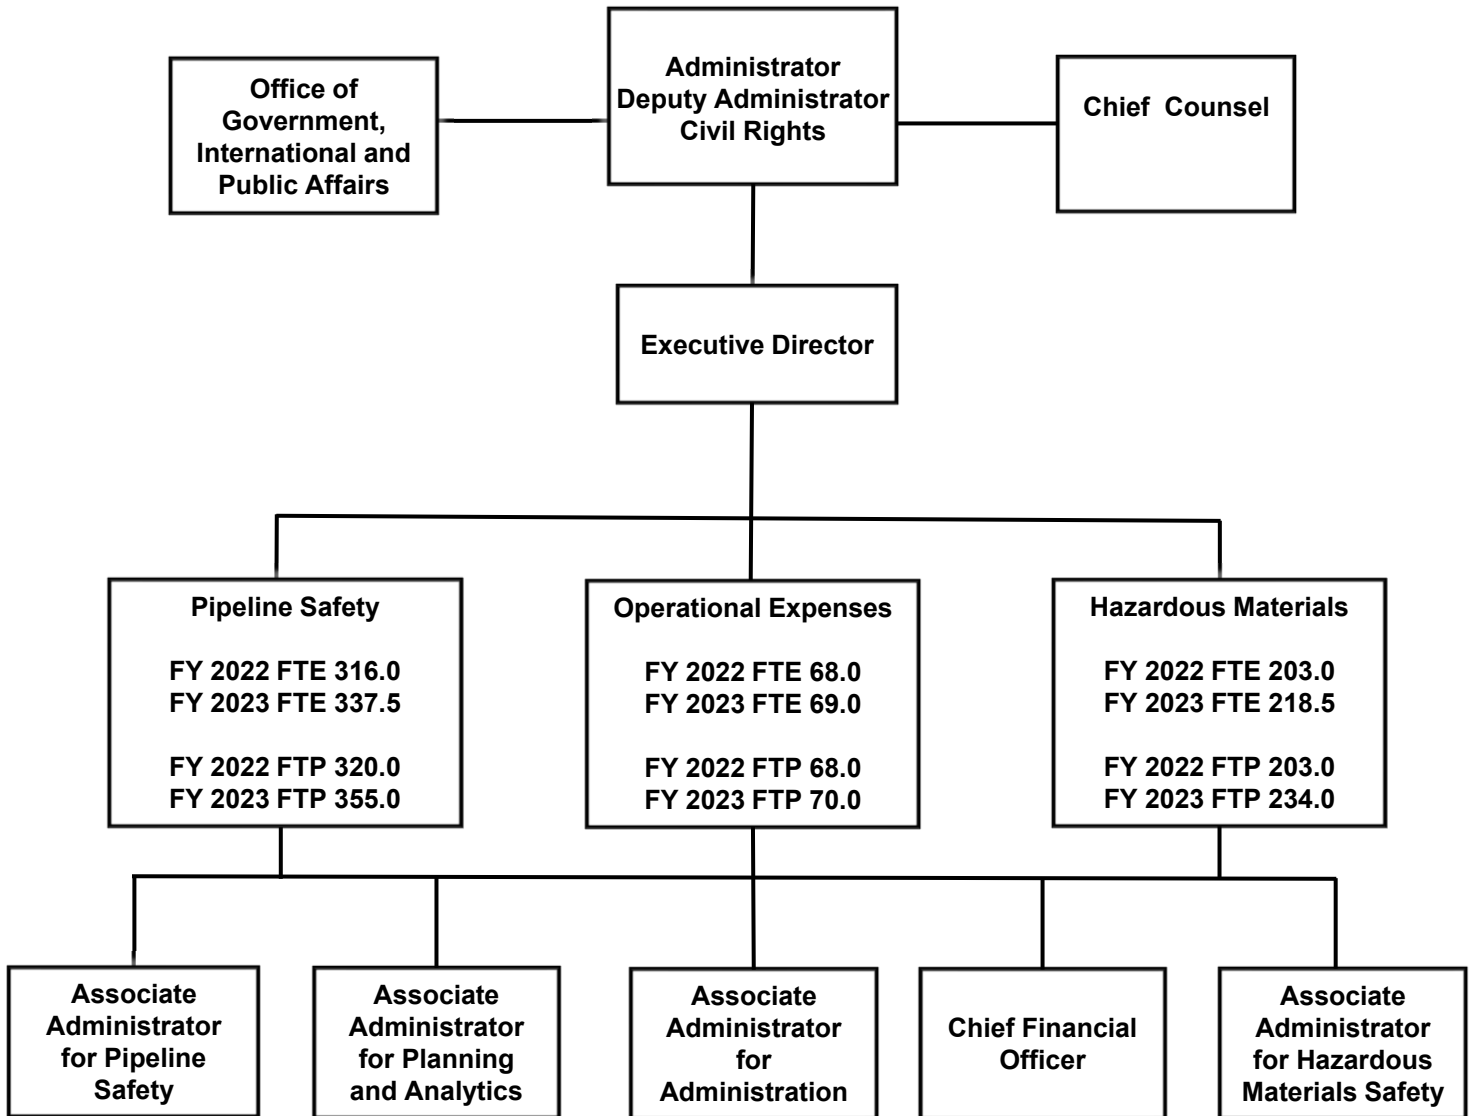 Office of
Government,
International and
Public Affairs
Administrator
Deputy Administrator
Civil Rights
Chief Counsel
Executive Director
Pipeline Safety
FY 2022 FTE 316.0
FY 2023 FTE 337.5
FY 2022 FTP 320.0
FY 2023 FTP 355.0
Operational Expenses
FY 2022 FTE 68.0
FY 2023 FTE 69.0
FY 2022 FTP 68.0
FY 2023 FTP 70.0
Hazardous Materials
FY 2022 FTE 203.0
FY 2023 FTE 218.5
FY 2022 FTP 203.0
FY 2023 FTP 234.0
Associate
Administrator
for Pipeline
Safety
Associate
Administrator
for Planning
and Analytics
Associate
Administrator
for
Administration
Chief Financial
Officer
Associate
Administrator
for Hazardous
Materials Safety